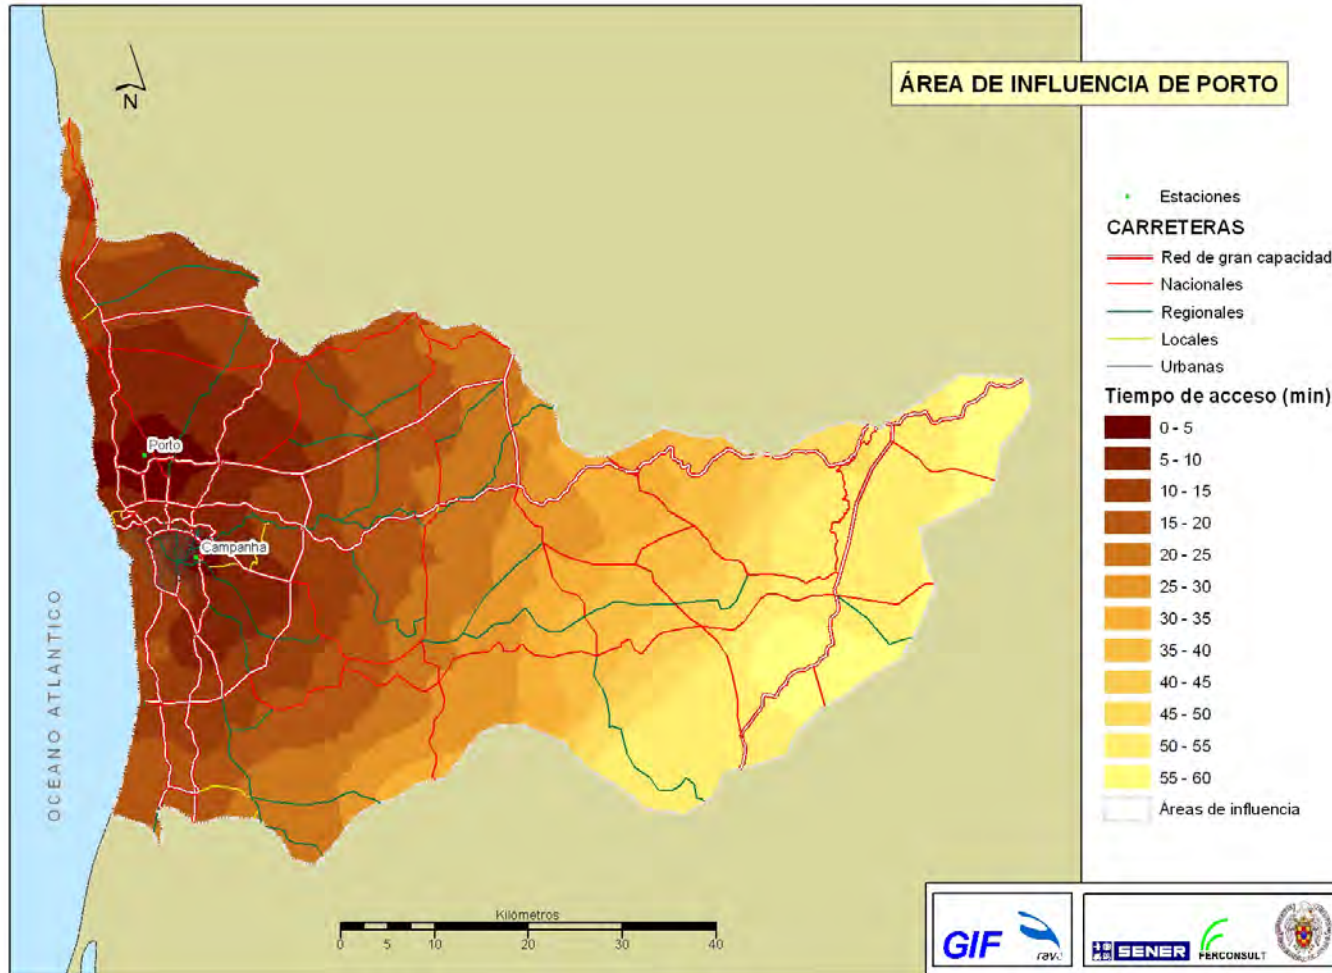 ÁREA DE INFLUENCIA DE PORTO
N
Estaciones
CARRETERAS
Red de gran capacidad
Nacionales
Regionales
Locales
Urbanas
Tiempo de acceso (min)
0 - 5
5 - 10
10 - 15
15 - 20
20 - 25
25 - 30
30 - 35
35 - 40
40 - 45
45 - 50
50 - 55
55 - 60
Áreas de influencia
Porto
Campanha
OCEANO ATLANTICO
Kilómetros
0 5 10 20 30 40
GIF
rave
SENER
FERCONSULT